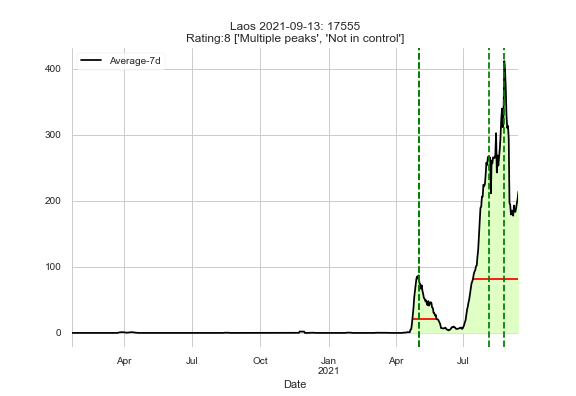 Laos 2021-09-13: 17555
Rating:8 ['Multiple peaks', 'Not in control']
Average-7d
400
300
200
100
0
Apr Jul Oct Jan Apr Jul
2021
Date